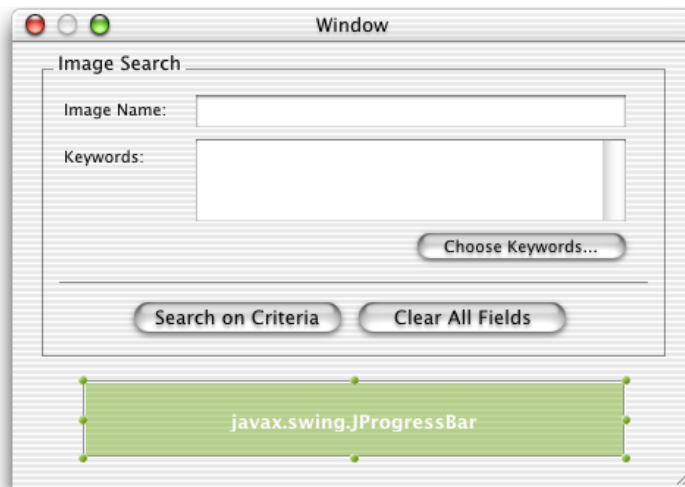 Window
Image Search
Image Name:
Keywords:
Choose Keywords...
Search on Criteria
Clear All Fields
javax.swing.JProgressBar